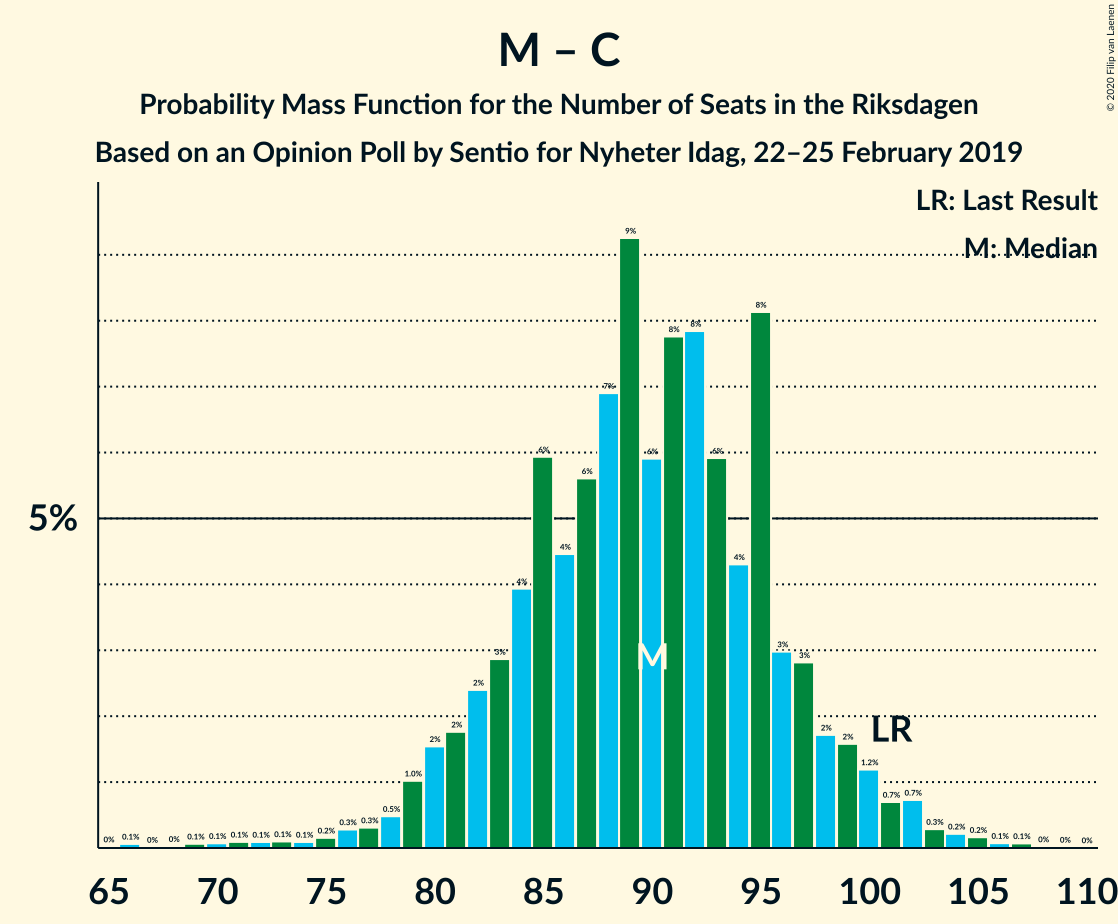 M – C
Probability Mass Function for the Number of Seats in the Riksdagen
Based on an Opinion Poll by Sentio for Nyheter Idag, 22–25 February 2019
© 2020 Filip van Laenen
LR: Last Result
M: Median
5%
0% 0.1% 0% 0% 0.1% 0.1% 0.1% 0.1% 0.1% 0.1% 0.2% 0.3% 0.3% 0.5% 1.0% 2% 2% 2% 3% 4% 6% 4% 6% 7% 9% 6% 8% 8% 6% 4% 8% 3% 3% 2% 2% 1.2% 0.7% 0.7% 0.3% 0.2% 0.2% 0.1% 0.1% 0% 0% 0%
M
LR
65 70 75 80 85 90 95 100 105 110